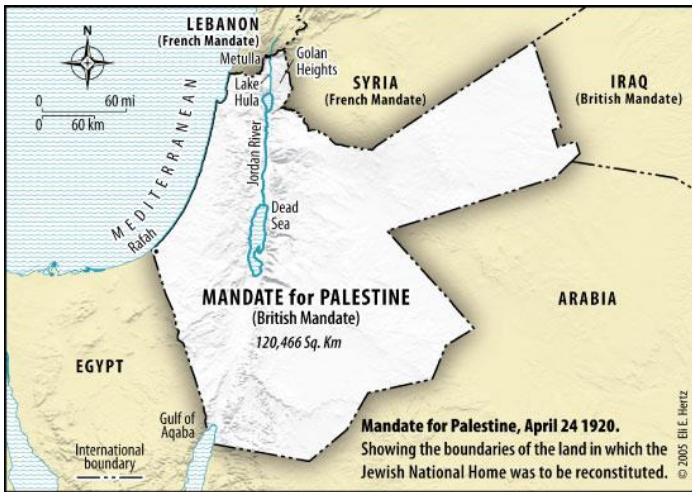 LEBANON
(French Mandate)
Metulla
Golan
Heights
N
Lake
Hula
SYRIA
(French Mandate)
IRAQ
(British Mandate)
0 60 mi
0 60 km
MEDITERRANEAN
Jordan River
Dead
Sea
Rafah
MANDATE for PALESTINE
(British Mandate)
120,466 Sq. Km
ARABIA
EGYPT
Gulf of
Aqaba
International
boundary
Mandate for Palestine, April 24 1920.
Showing the boundaries of the land in which the
Jewish National Home was to be reconstituted.
© 2005 Eli E. Hertz